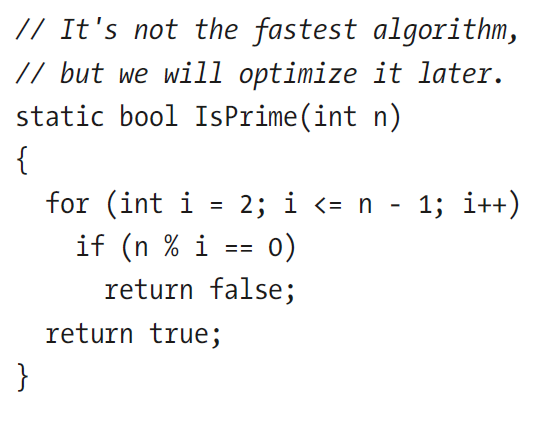 // It's not the fastest algorithm,
// but we will optimize it later.
static bool IsPrime(int n)
{
  for (int i = 2; i <= n - 1; i++)
    if (n % i == 0)
      return false;
  return true;
}